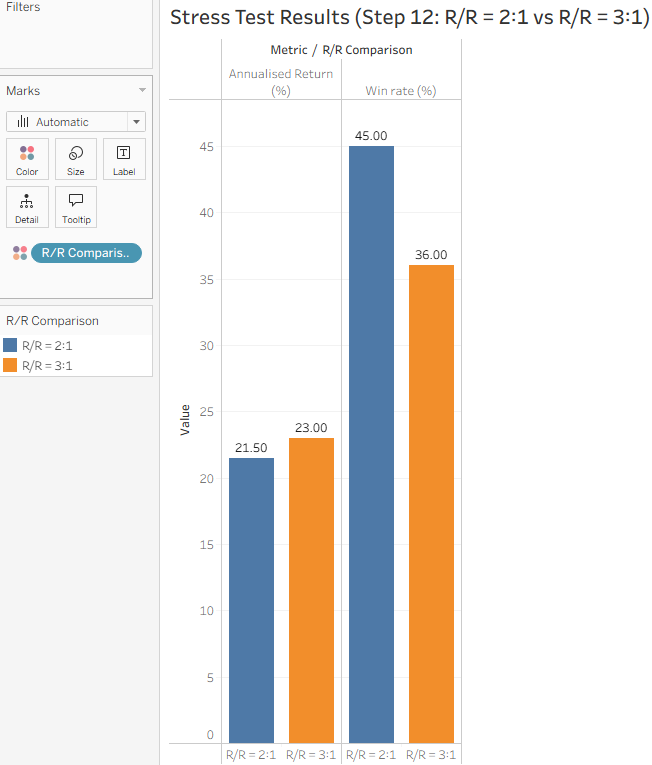 Filters
Marks
Automatic
Color
Size
Label
Detail
Tooltip
R/R Comparis..
R/R Comparison
R/R = 2:1
R/R = 3:1
Stress Test Results (Step 12: R/R = 2:1 vs R/R = 3:1)
Metric / R/R Comparison
Annualised Return
(%)
Win rate (%)
Value
45
40
35
30
25
20
15
10
5
0
21.50
23.00
45.00
36.00
R/R = 2:1 R/R = 3:1 R/R = 2:1 R/R = 3:1